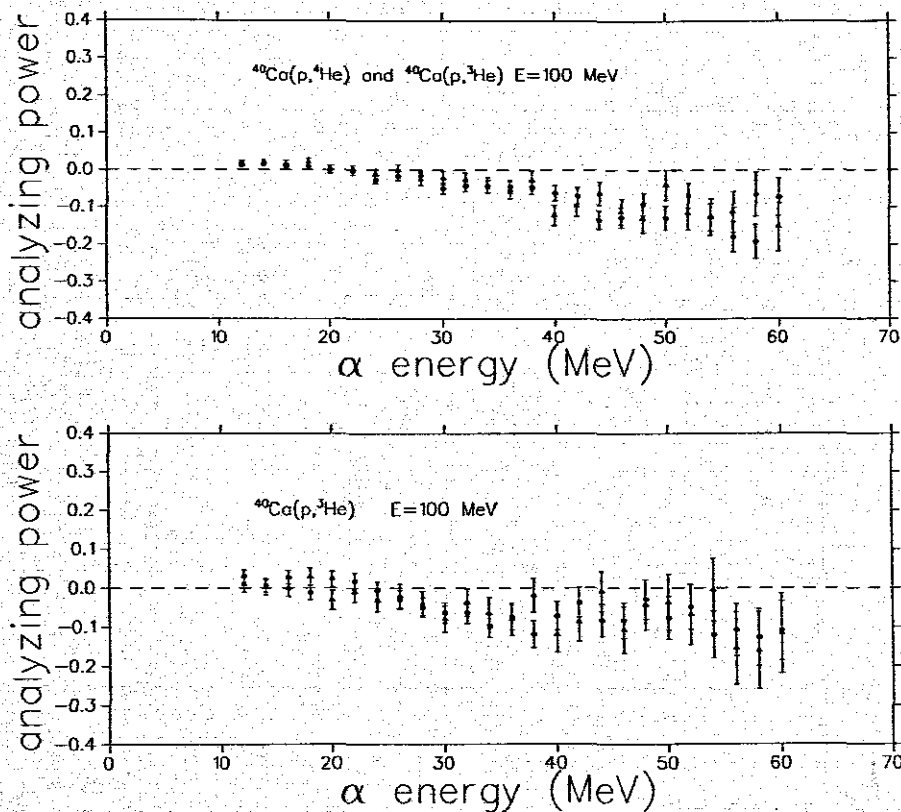 0.4
0.3
0.2
0.1
0.0
−0.1
−0.2
−0.3
−0.4
analyzing power
⁴⁰Ca(p,⁴He) and ⁴⁰Ca(p,³He) E=100 MeV
0 10 20 30 40 50 60 70
α energy (MeV)
0.4
0.3
0.2
0.1
0.0
−0.1
−0.2
−0.3
−0.4
analyzing power
⁴⁰Ca(p,³He) E=100 MeV
0 10 20 30 40 50 60 70
α energy (MeV)